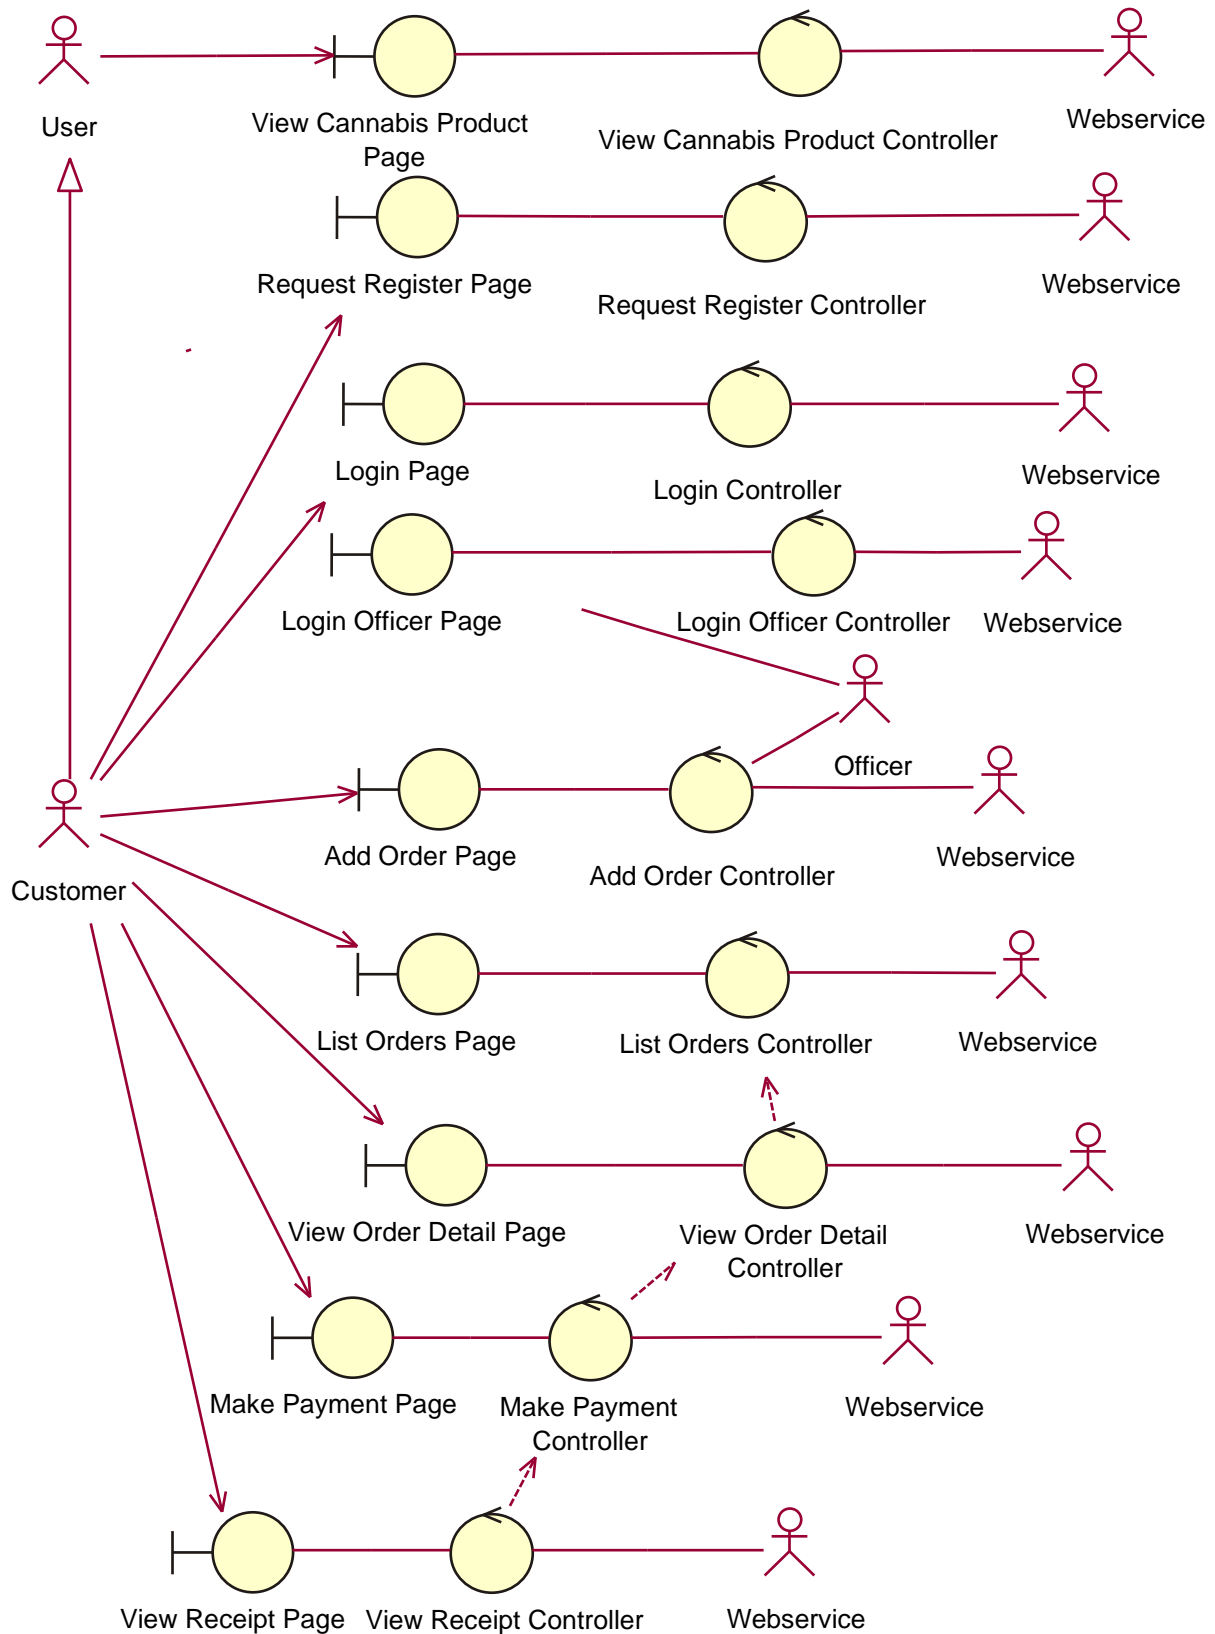 User
View Cannabis Product
Page
View Cannabis Product Controller
Webservice
Request Register Page
Request Register Controller
Webservice
Login Page
Login Controller
Webservice
Login Officer Page
Login Officer Controller
Webservice
Officer
Customer
Add Order Page
Add Order Controller
Webservice
List Orders Page
List Orders Controller
Webservice
View Order Detail Page
View Order Detail
Controller
Webservice
Make Payment Page
Make Payment
Controller
Webservice
View Receipt Page
View Receipt Controller
Webservice